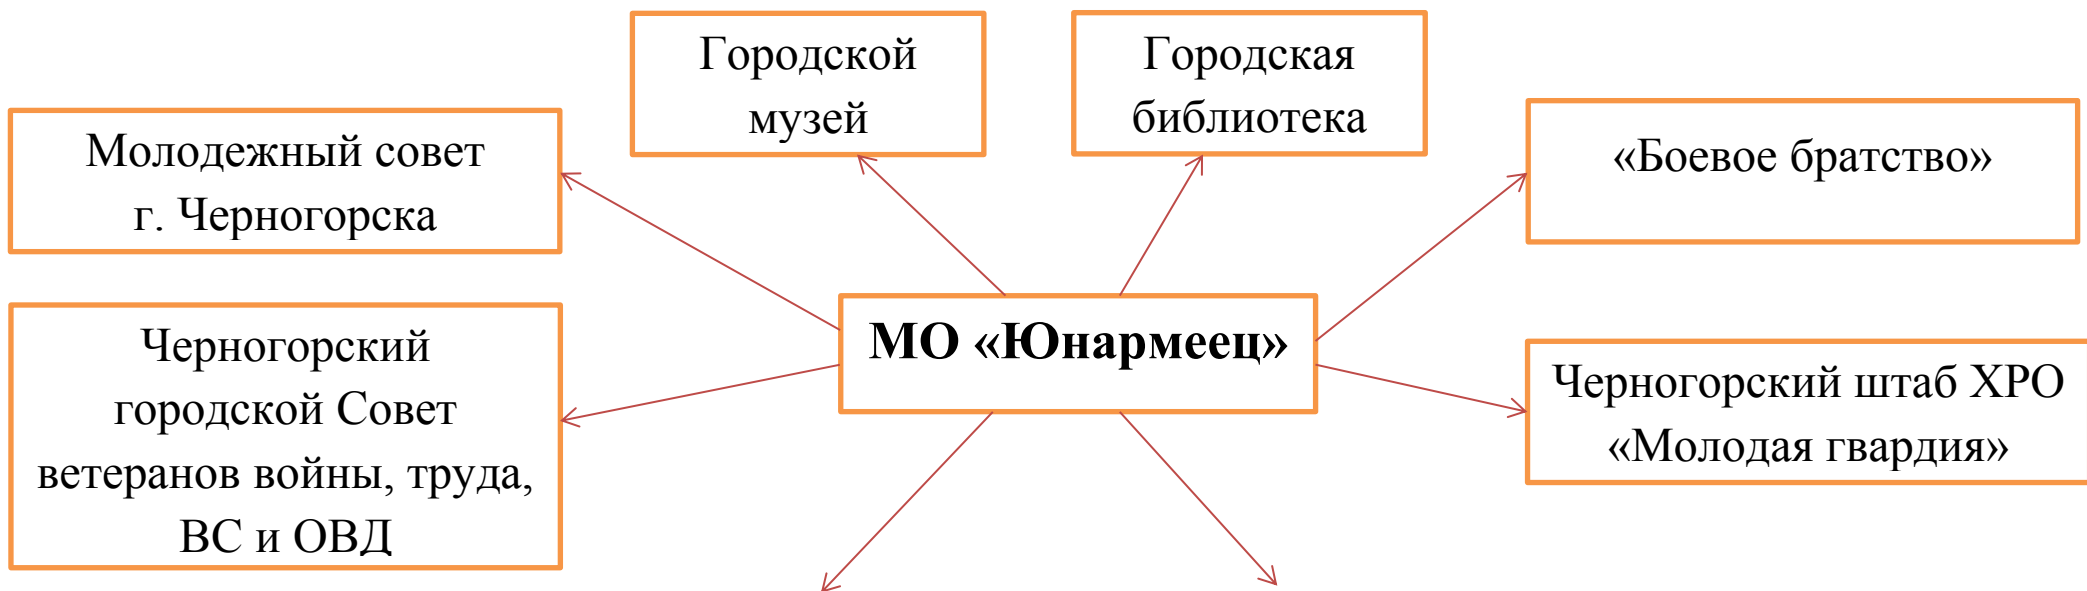 Городской
музей
Городская
библиотека
Молодежный совет
г. Черногорска
«Боевое братство»
МО «Юнармеец»
Черногорский
городской Совет
ветеранов войны, труда,
ВС и ОВД
Черногорский штаб ХРО
«Молодая гвардия»